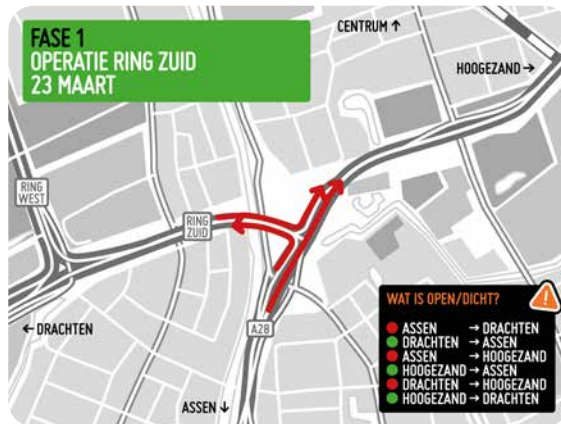 FASE 1
OPERATIE RING ZUID
23 MAART
CENTRUM ↑
HOOGEZAND →
RING
WEST
RING
ZUID
← DRACHTEN
A28
ASSEN ↓
WAT IS OPEN/DICHT?
ASSEN → DRACHTEN
DRACHTEN → ASSEN
ASSEN → HOOGEZAND
HOOGEZAND → ASSEN
DRACHTEN → HOOGEZAND
HOOGEZAND → DRACHTEN